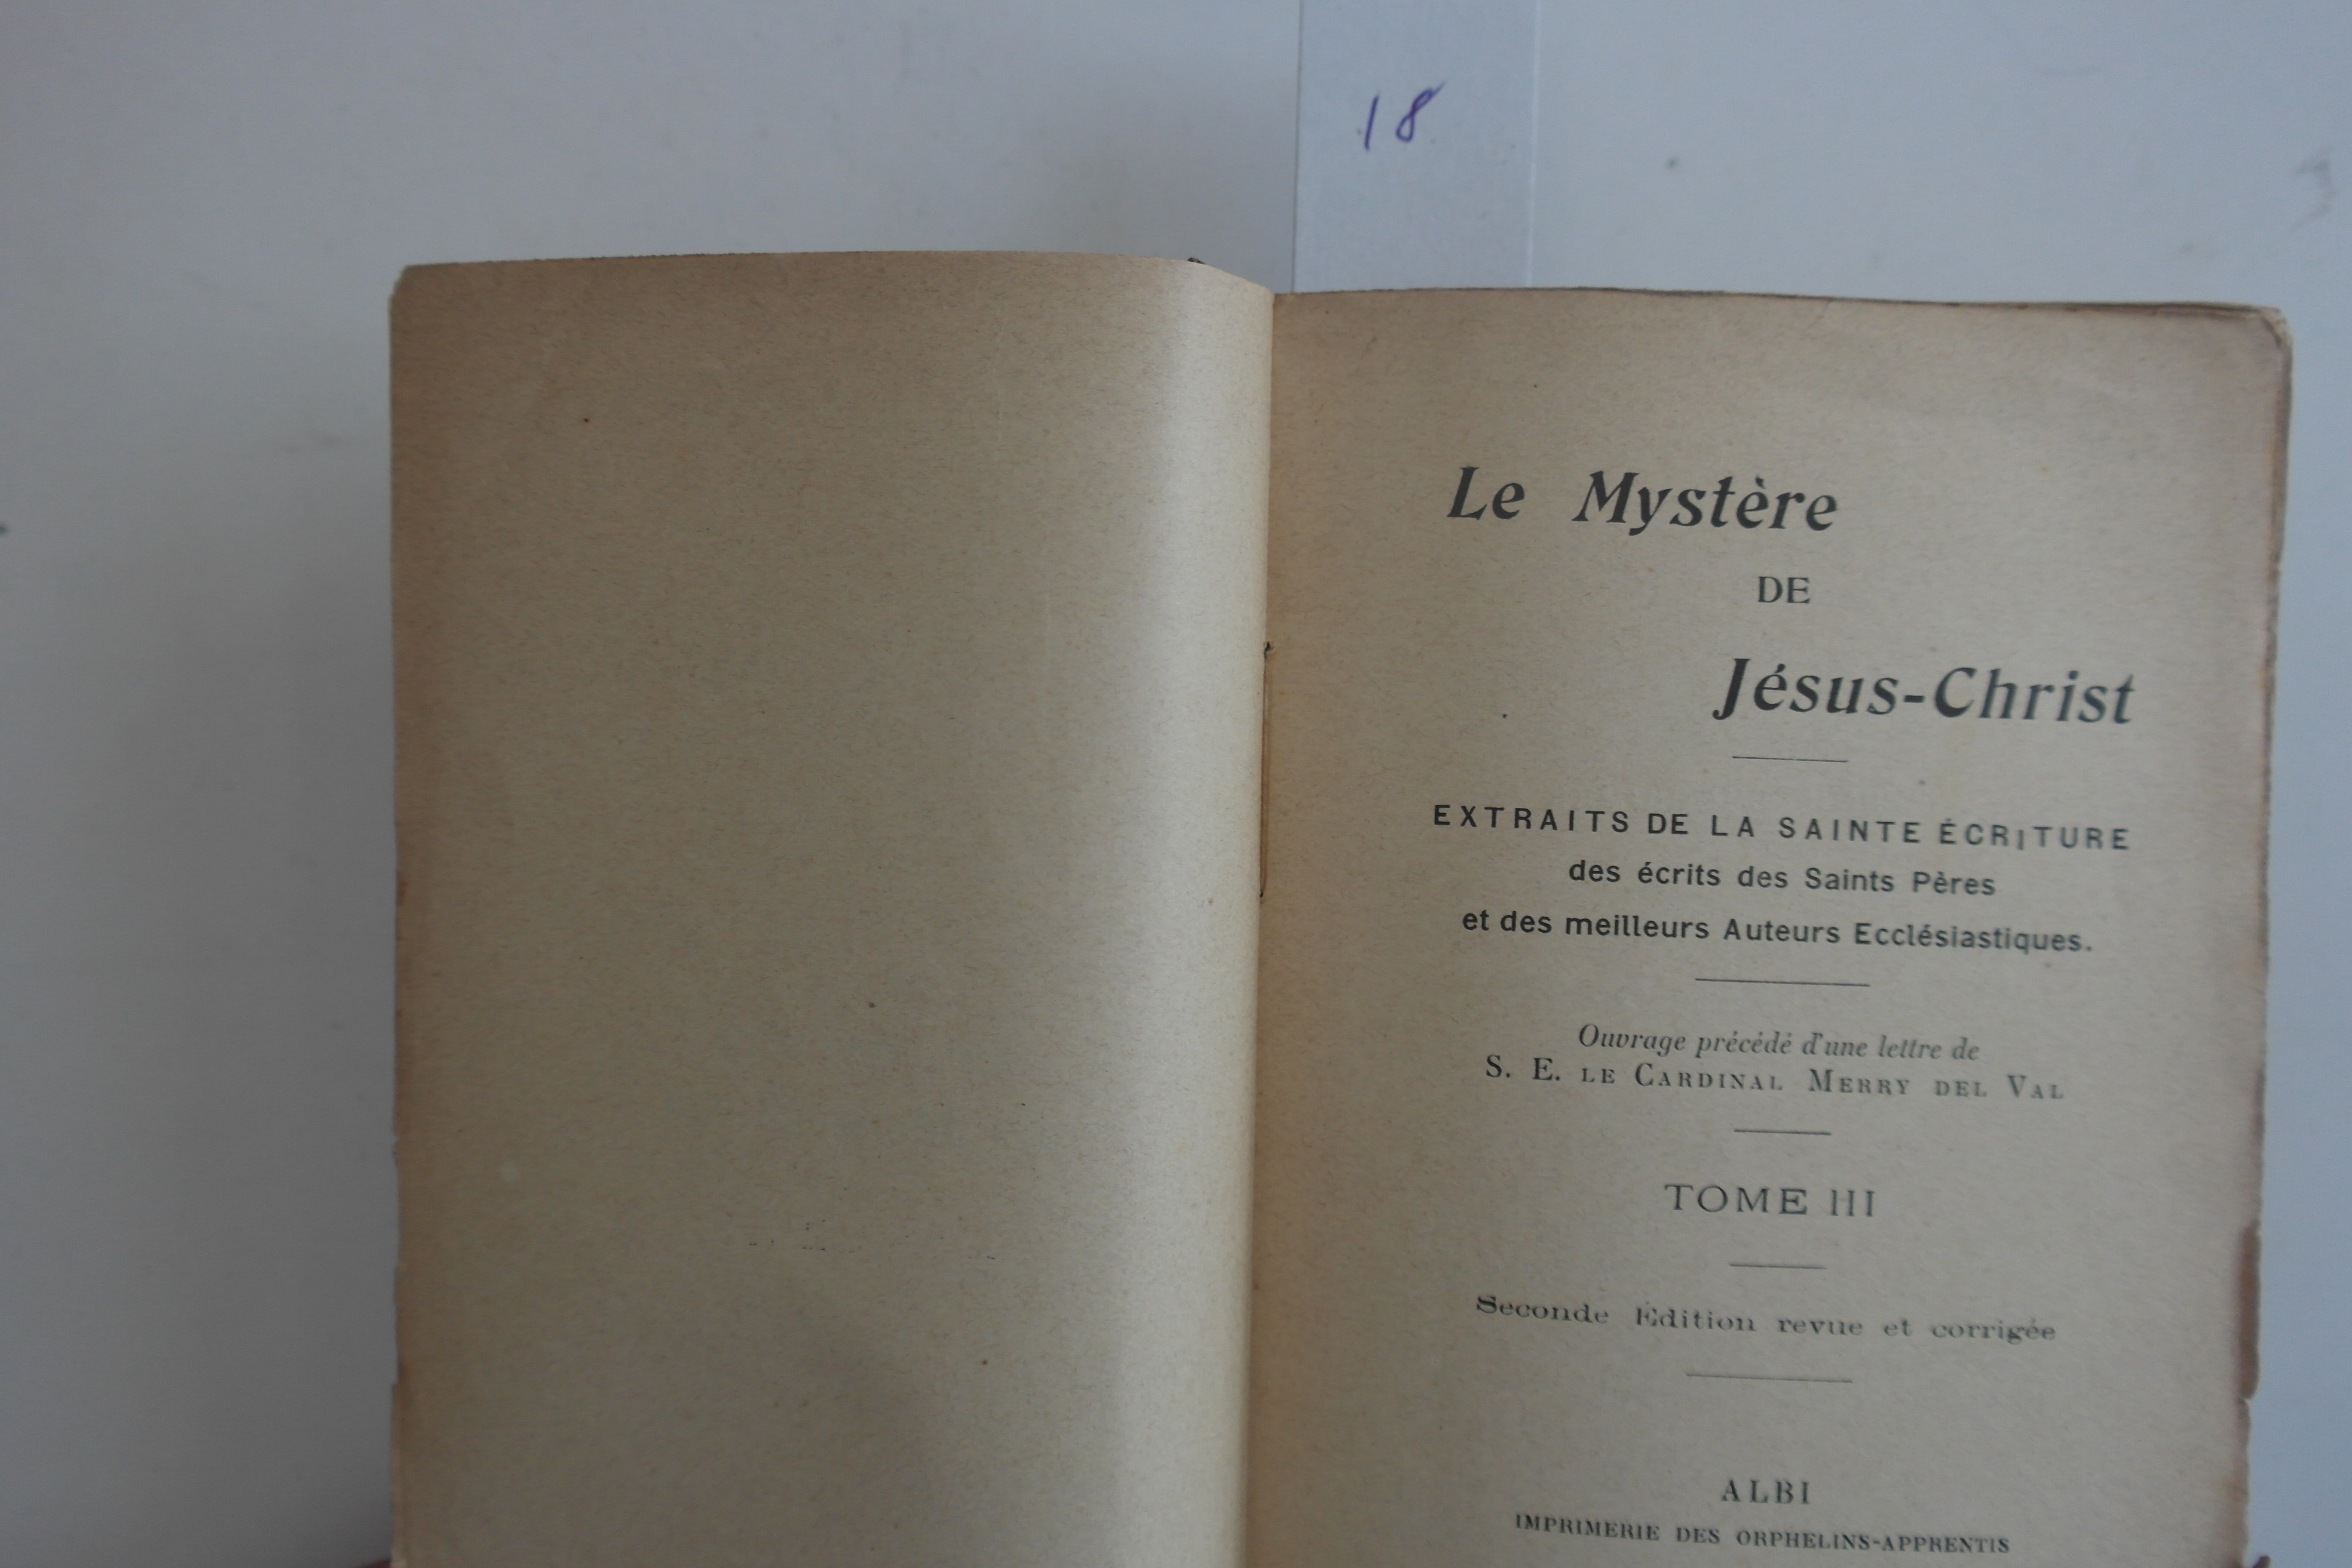 18
Le Mystère
DE
Jésus-Christ
EXTRAITS DE LA SAINTE ÉCRITURE
des écrits des Saints Pères
et des meilleurs Auteurs Ecclésiastiques.
Ouvrage précédé d'une lettre de
S. E. LE CARDINAL MERRY DEL VAL
TOME III
Seconde Édition revue et corrigée
ALBI
IMPRIMERIE DES ORPHELINS-APPRENTIS